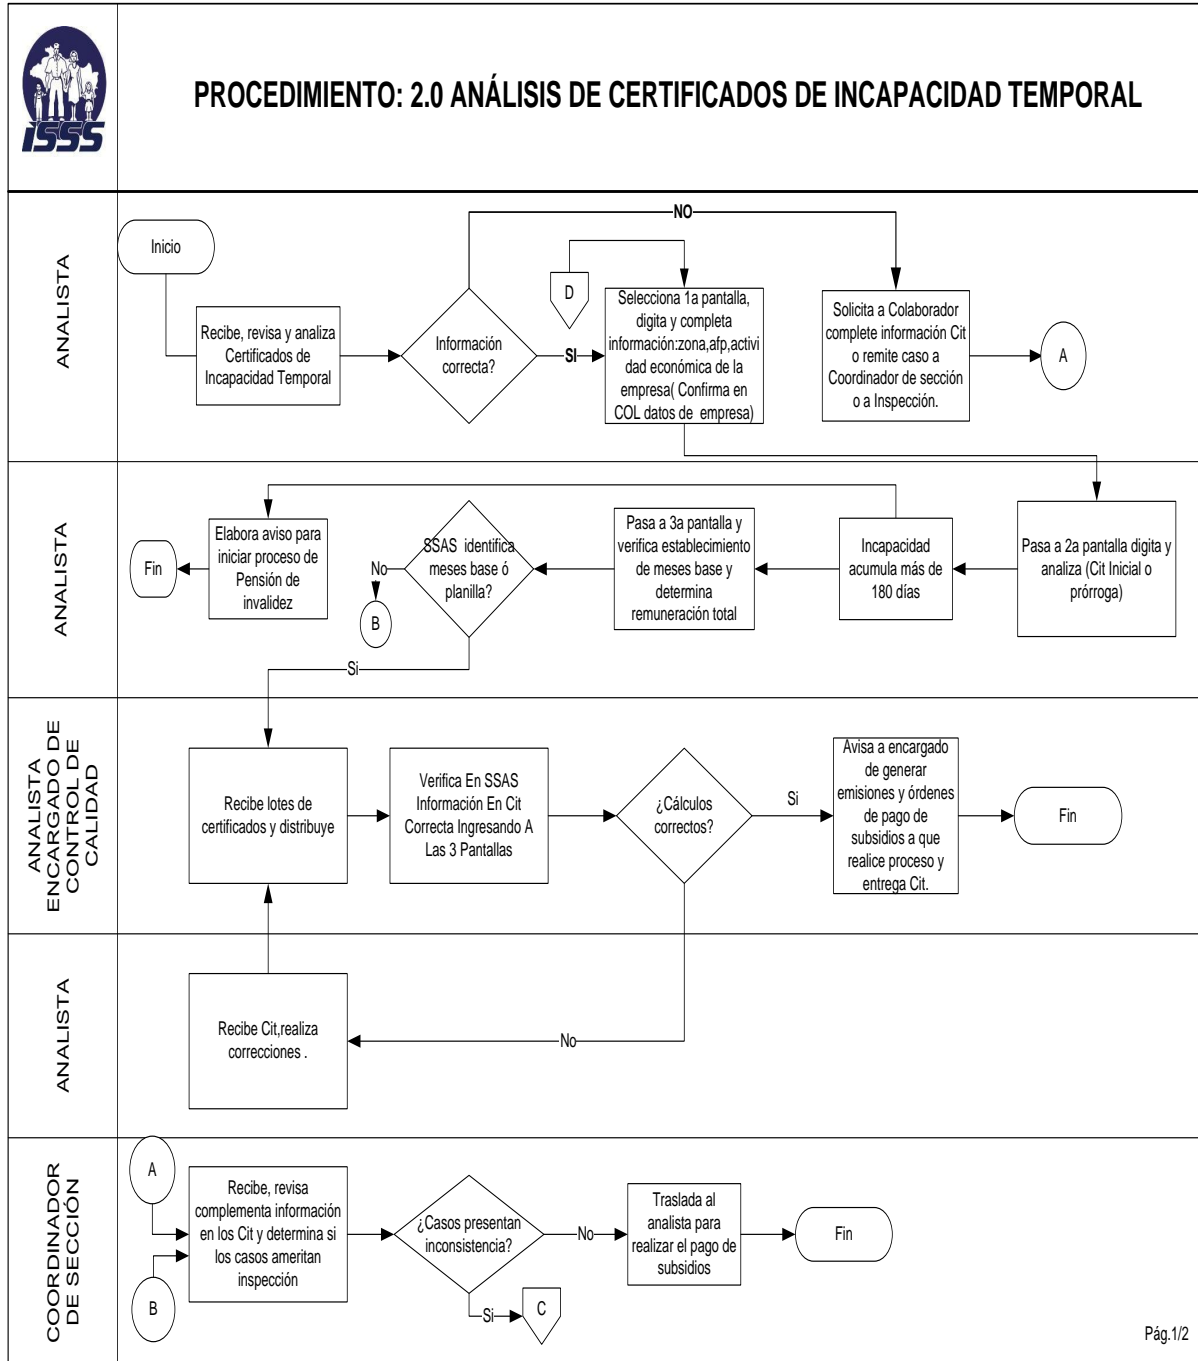 PROCEDIMIENTO: 2.0 ANÁLISIS DE CERTIFICADOS DE INCAPACIDAD TEMPORAL
ISSS
ANALISTA
Inicio
Recibe, revisa y analiza
Certificados de
Incapacidad Temporal
Información
correcta?
NO
SI
D
Selecciona 1a pantalla,
digita y completa
información:zona,afp,activi
dad económica de la
empresa( Confirma en
COL datos de empresa)
Solicita a Colaborador
complete información Cit
o remite caso a
Coordinador de sección
o a Inspección.
A
ANALISTA
Fin
Elabora aviso para
iniciar proceso de
Pensión de
invalidez
No
B
SSAS identifica
meses base ó
planilla?
Si
Pasa a 3a pantalla y
verifica establecimiento
de meses base y
determina
remuneración total
Incapacidad
acumula más de
180 días
Pasa a 2a pantalla digita y
analiza (Cit Inicial o
prórroga)
ANALISTA
ENCARGADO DE
CONTROL DE
CALIDAD
Recibe lotes de
certificados y distribuye
Verifica En SSAS
Información En Cit
Correcta Ingresando A
Las 3 Pantallas
¿Cálculos
correctos?
Si
Avisa a encargado
de generar
emisiones y órdenes
de pago de
subsidios a que
realice proceso y
entrega Cit.
Fin
ANALISTA
Recibe Cit,realiza
correcciones .
No
COORDINADOR
DE SECCIÓN
A
B
Recibe, revisa
complementa información
en los Cit y determina si
los casos ameritan
inspección
¿Casos presentan
inconsistencia?
No
Si
C
Traslada al
analista para
realizar el pago de
subsidios
Fin
Pág.1/2